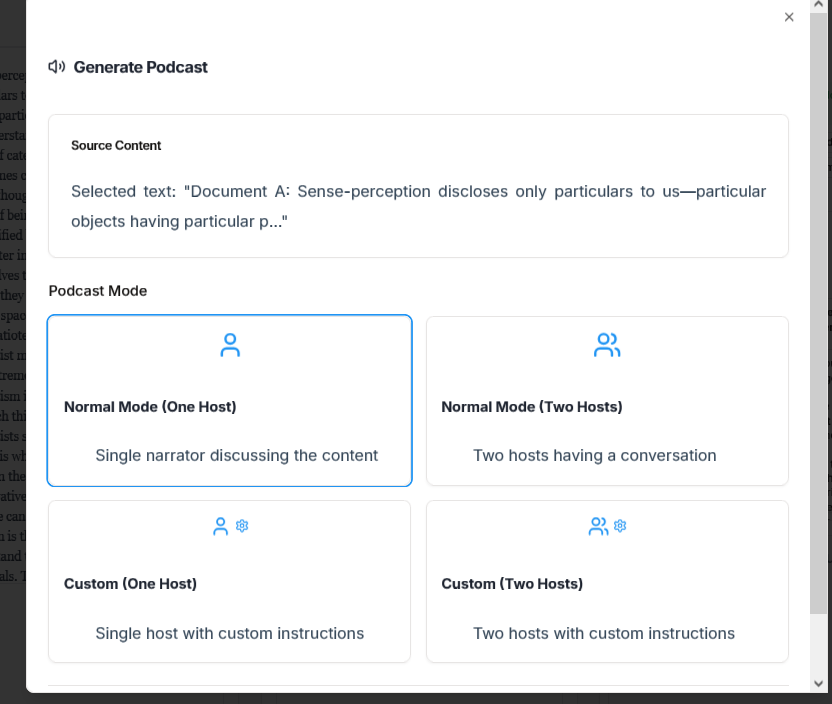 Generate Podcast
Source Content
Selected text: "Document A: Sense-perception discloses only particulars to us—particular
objects having particular p..."
Podcast Mode
Normal Mode (One Host)
Single narrator discussing the content
Normal Mode (Two Hosts)
Two hosts having a conversation
Custom (One Host)
Single host with custom instructions
Custom (Two Hosts)
Two hosts with custom instructions